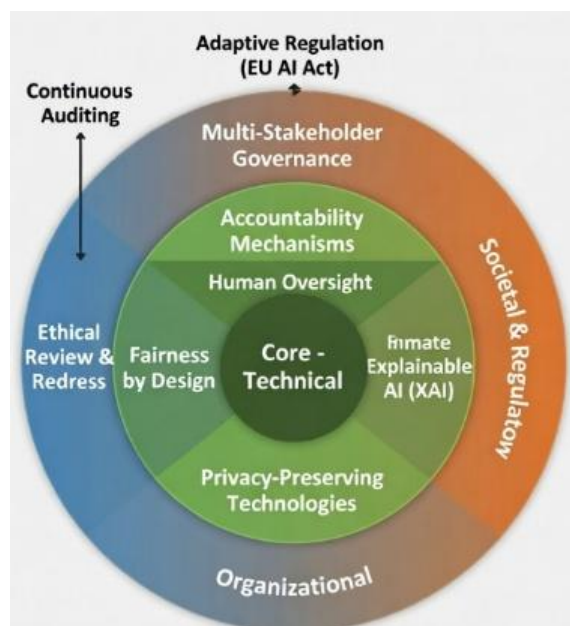 Adaptive Regulation
(EU AI Act)
Continuous
Auditing
Multi-Stakeholder
Governance
Accountability
Mechanisms
Human Oversight
Societal & Regulatow
Ethical
Review &
Redress
Fairness
by Design
Core -
Technical
Explainable
AI (XAI)
Privacy-Preserving
Technologies
Organizational